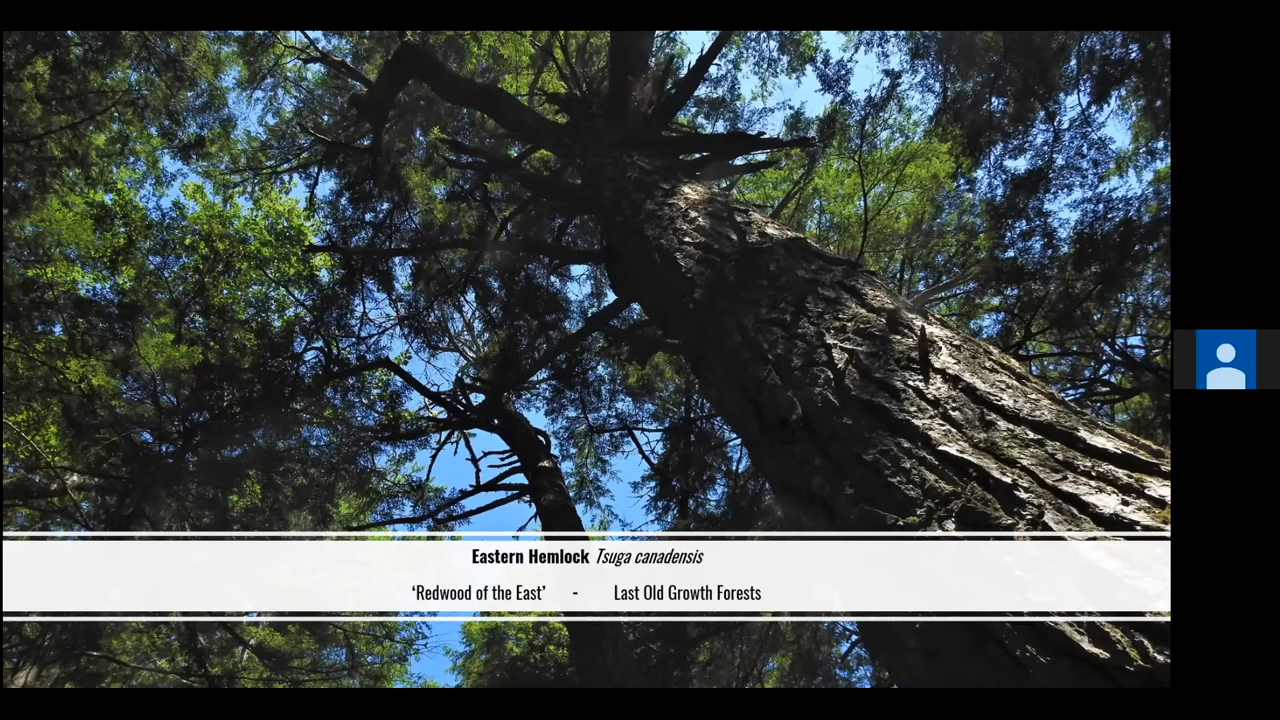 Eastern Hemlock Tsuga canadensis
‘Redwood of the East’ - Last Old Growth Forests